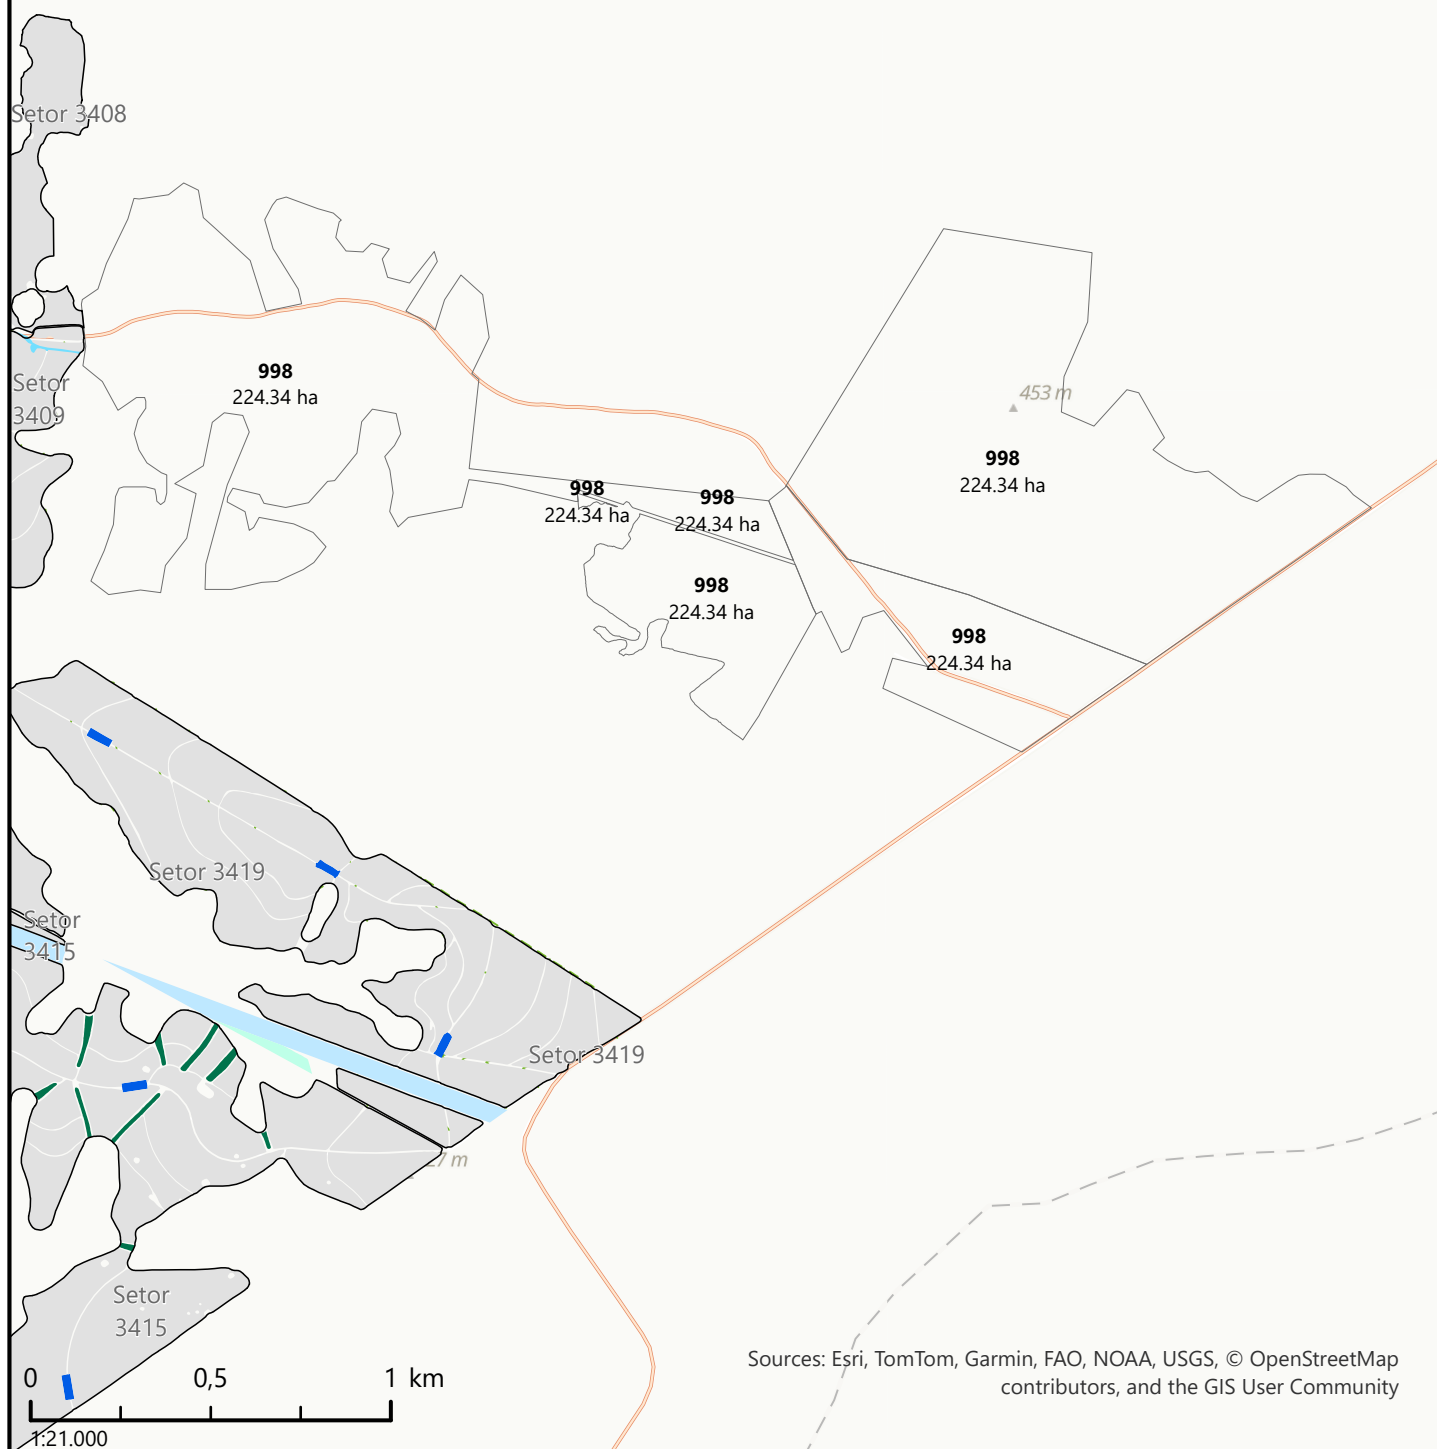 Setor 3408
Setor
3409
998
224.34 ha
453 m
998
224.34 ha
998
224.34 ha
998
224.34 ha
998
224.34 ha
998
224.34 ha
Setor 3419
Setor
3415
Setor 3419
27 m
Setor
3415
0 0,5 1 km
1:21.000
Sources: Esri, TomTom, Garmin, FAO, NOAA, USGS, © OpenStreetMap
contributors, and the GIS User Community